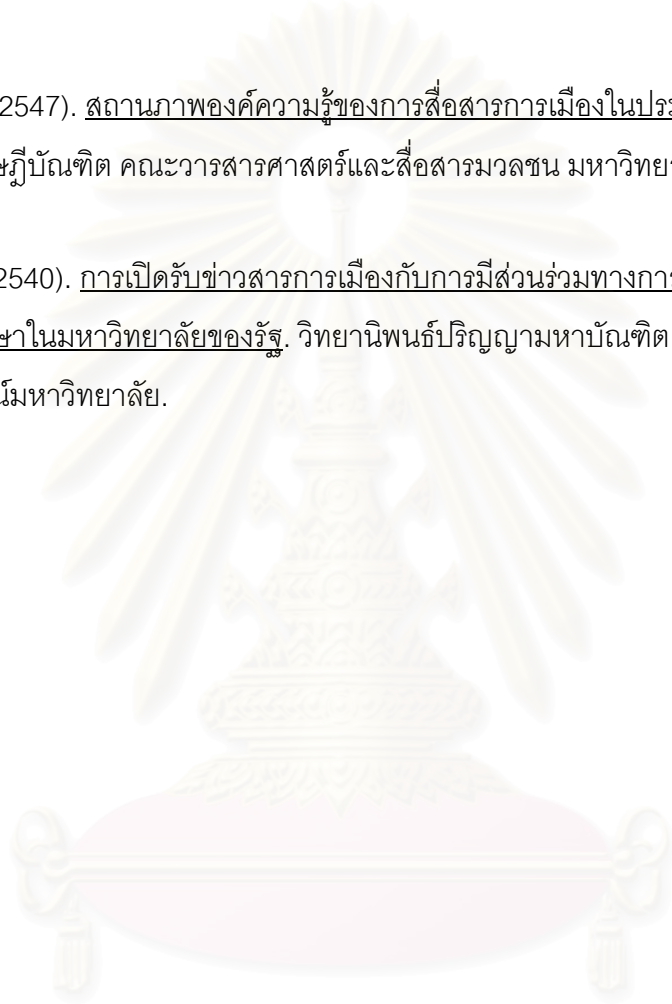 2547). สถานภาพองค์ความรู้ของการสื่อสารการเมืองในประ
ษฎีบัณฑิต คณะวารสารศาสตร์และสื่อสารมวลชน มหาวิทย
2540). การเปิดรับข่าวสารการเมืองกับการมีส่วนร่วมทางการ
ษาในมหาวิทยาลัยของรัฐ. วิทยานิพนธ์ปริญญามหาบัณฑิต
น์มหาวิทยาลัย.